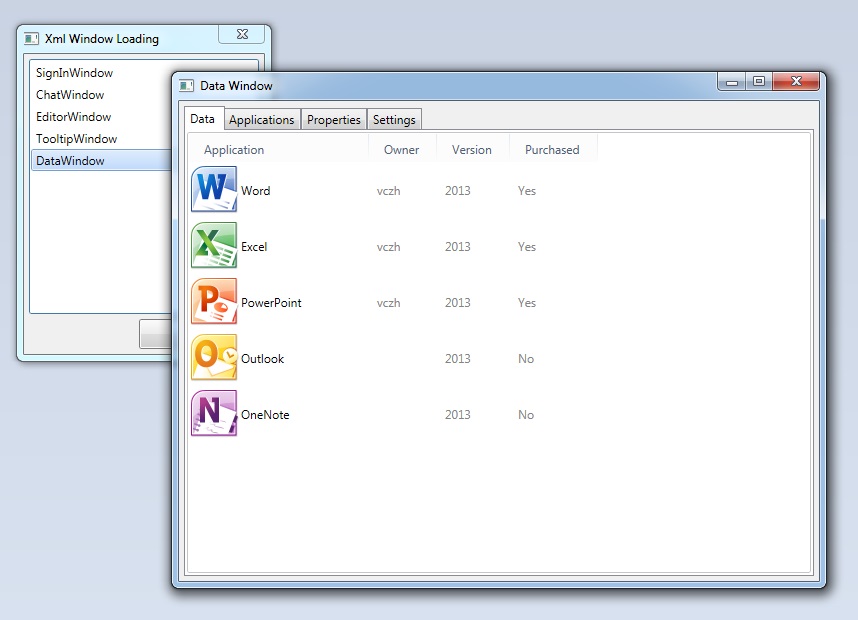 Xml Window Loading
SignInWindow
ChatWindow
EditorWindow
TooltipWindow
DataWindow
Data Window
Data Applications Properties Settings
Application Owner Version Purchased
Word vczh 2013 Yes
Excel vczh 2013 Yes
PowerPoint vczh 2013 Yes
Outlook 2013 No
OneNote 2013 No